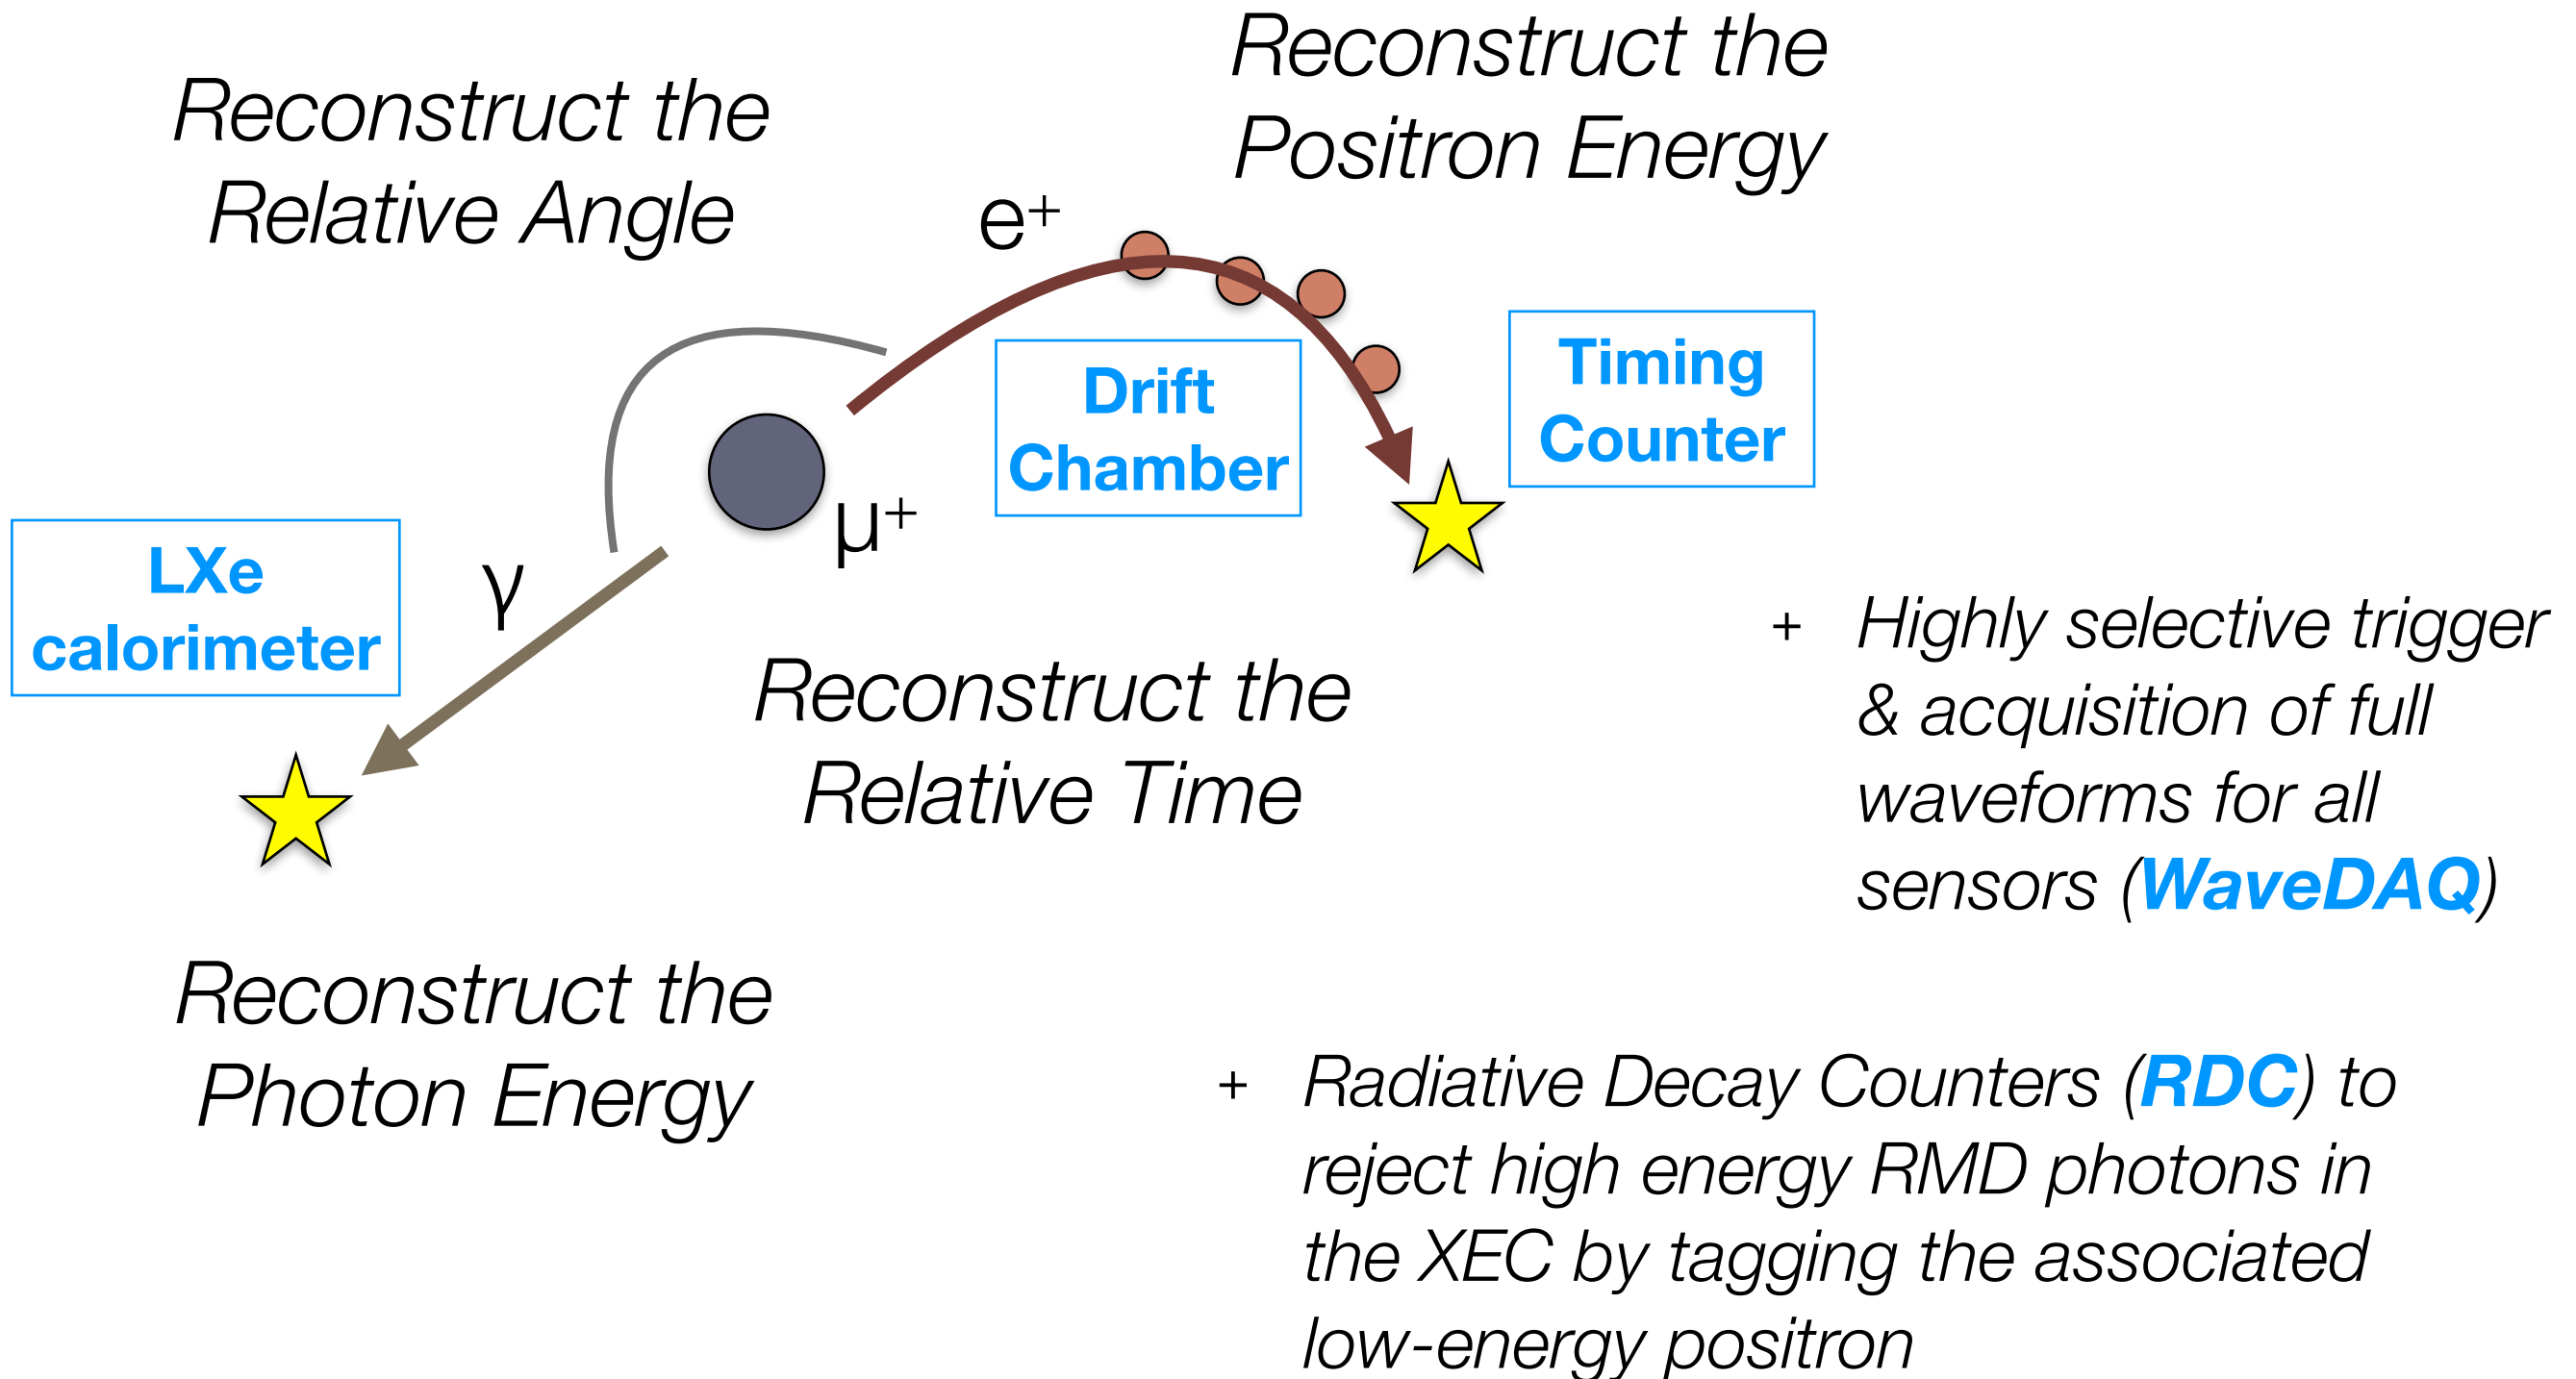 Reconstruct the
Relative Angle
Reconstruct the
Positron Energy
e⁺
Drift
Chamber
Timing
Counter
μ⁺
LXe
calorimeter
γ
Reconstruct the
Relative Time
Reconstruct the
Photon Energy
+ Highly selective trigger
& acquisition of full
waveforms for all
sensors (WaveDAQ)
+ Radiative Decay Counters (RDC) to
reject high energy RMD photons in
the XEC by tagging the associated
low-energy positron